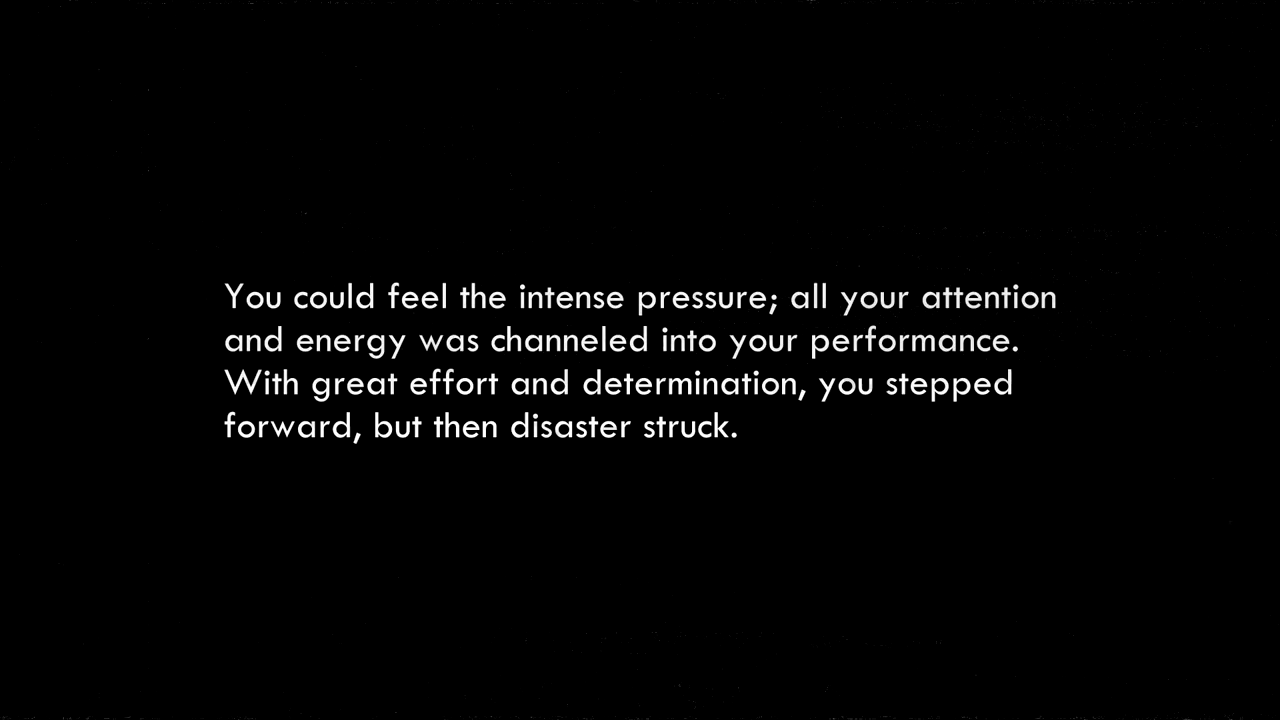 You could feel the intense pressure; all your attention
and energy was channeled into your performance.
With great effort and determination, you stepped
forward, but then disaster struck.